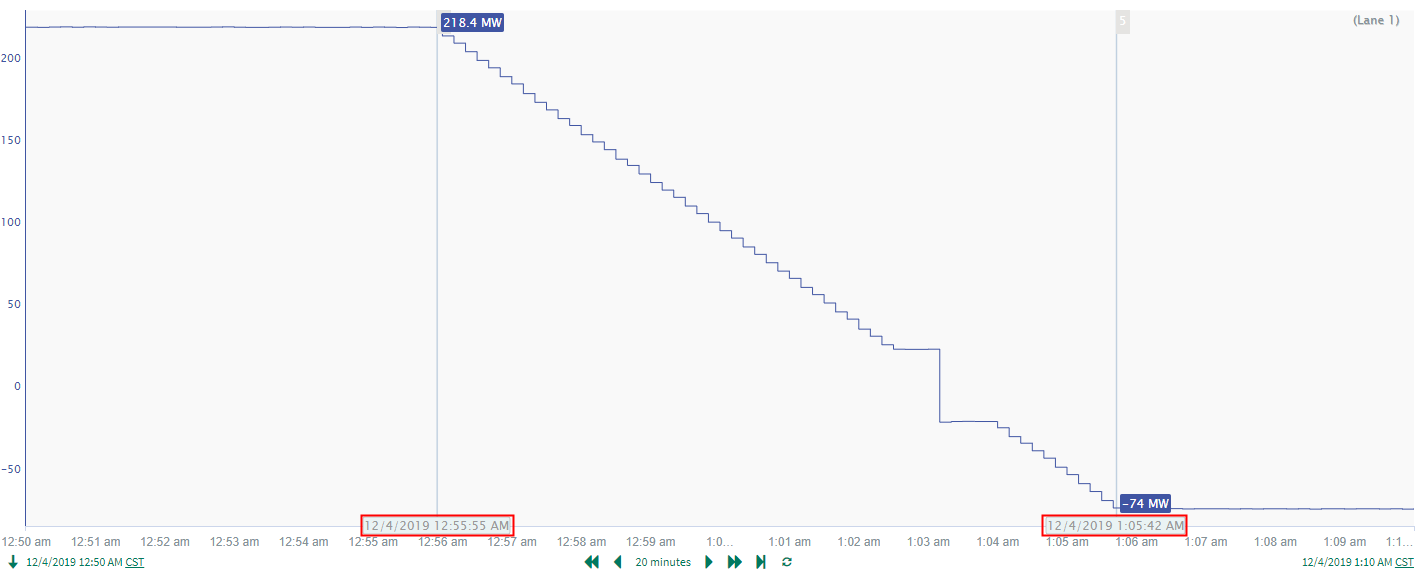 218.4 MW
5
(Lane 1)
200
150
100
50
0
-50
-74 MW
12/4/2019 12:55:55 AM
12/4/2019 1:05:42 AM
12:50 am 12:51 am 12:52 am 12:53 am 12:54 am 12:55 am 12:56 am 12:57 am 12:58 am 12:59 am 1:0... 1:01 am 1:02 am 1:03 am 1:04 am 1:05 am 1:06 am 1:07 am 1:08 am 1:09 am 1:1...
12/4/2019 12:50 AM CST
20 minutes
12/4/2019 1:10 AM CST